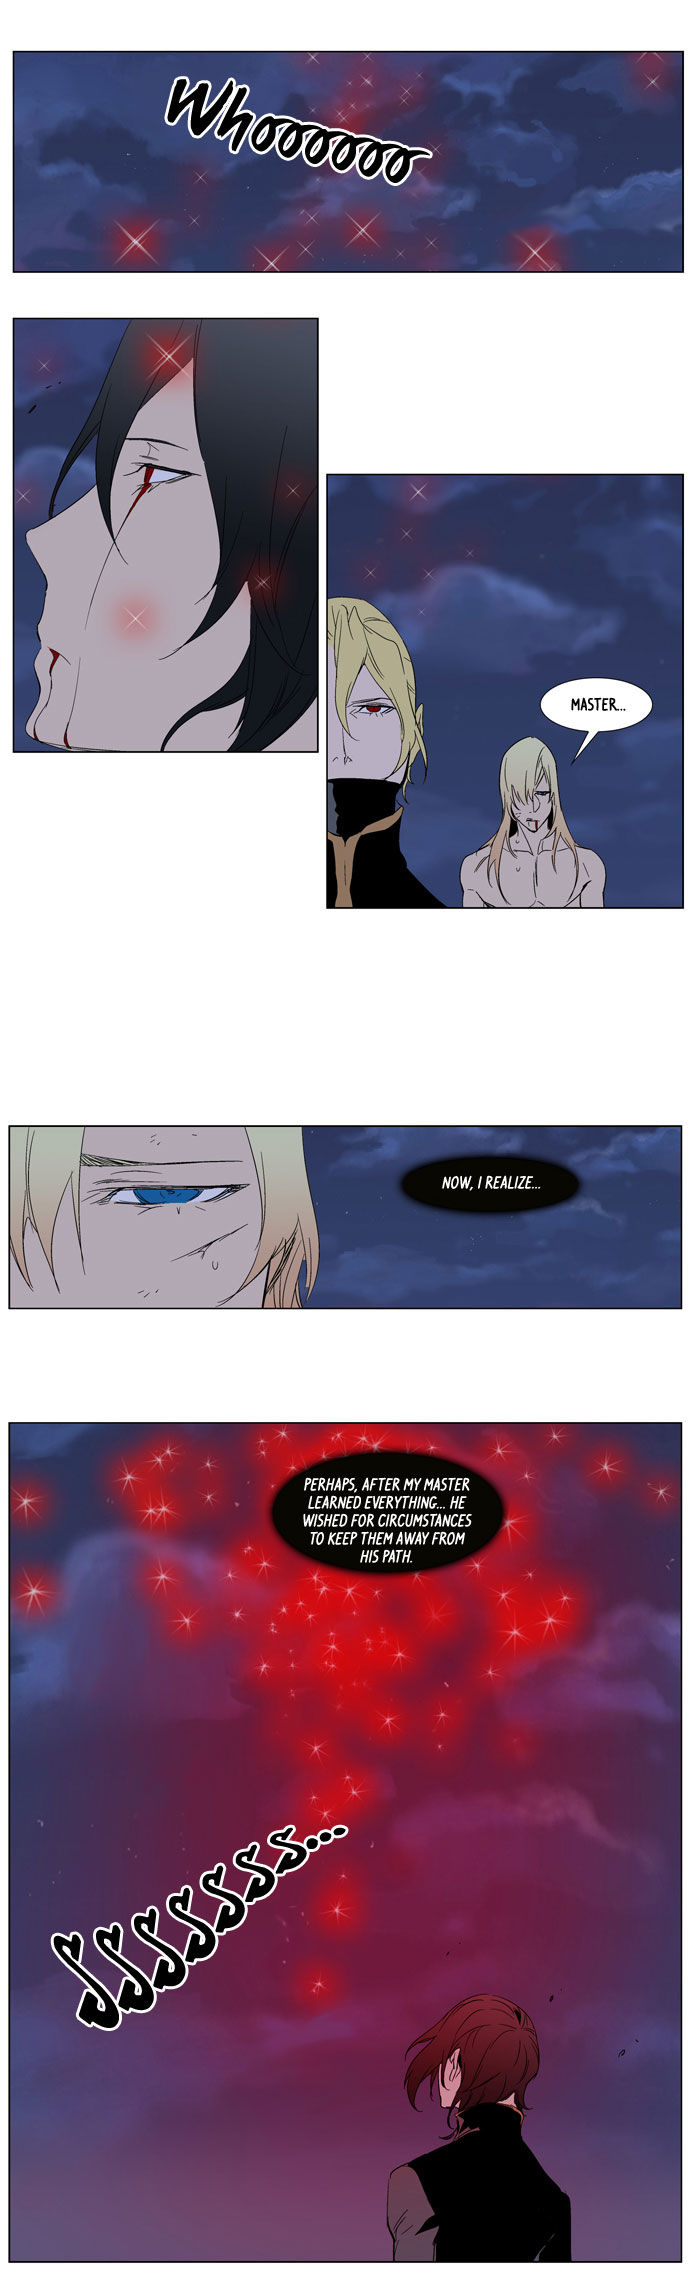 Whoooooo
MASTER...
NOW, I REALIZE...
PERHAPS, AFTER MY MASTER
LEARNED EVERYTHING... HE
WISHED FOR CIRCUMSTANCES
TO KEEP THEM AWAY FROM
HIS PATH.
SSSSSSS...